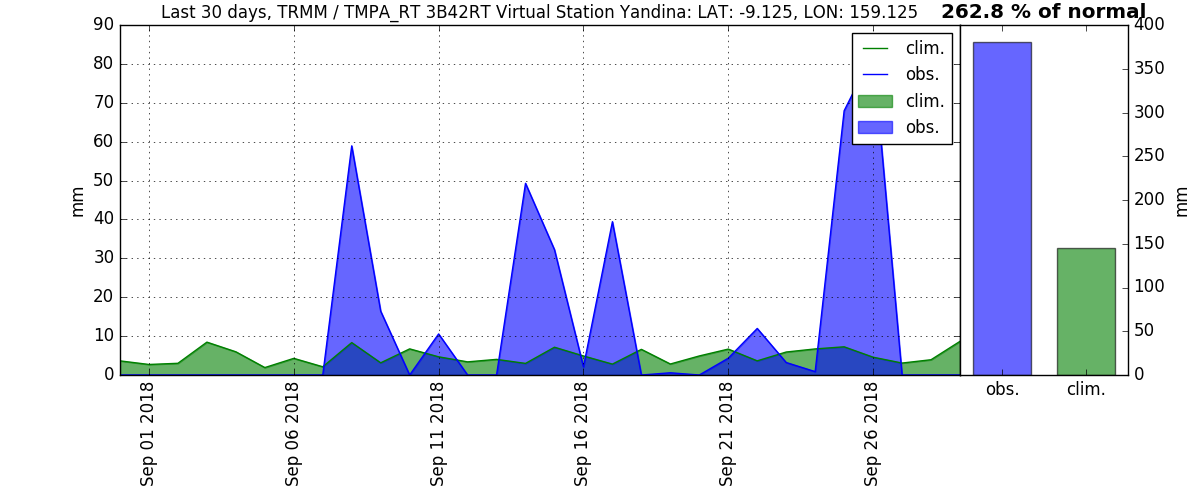 Last 30 days, TRMM / TMPA_RT 3B42RT Virtual Station Yandina: LAT: -9.125, LON: 159.125
262.8 % of normal
90
80
70
60
50
40
30
20
10
0
mm
clim.
obs.
clim.
obs.
400
350
300
250
200
150
100
50
0
mm
Sep 01 2018
Sep 06 2018
Sep 11 2018
Sep 16 2018
Sep 21 2018
Sep 26 2018
obs.
clim.